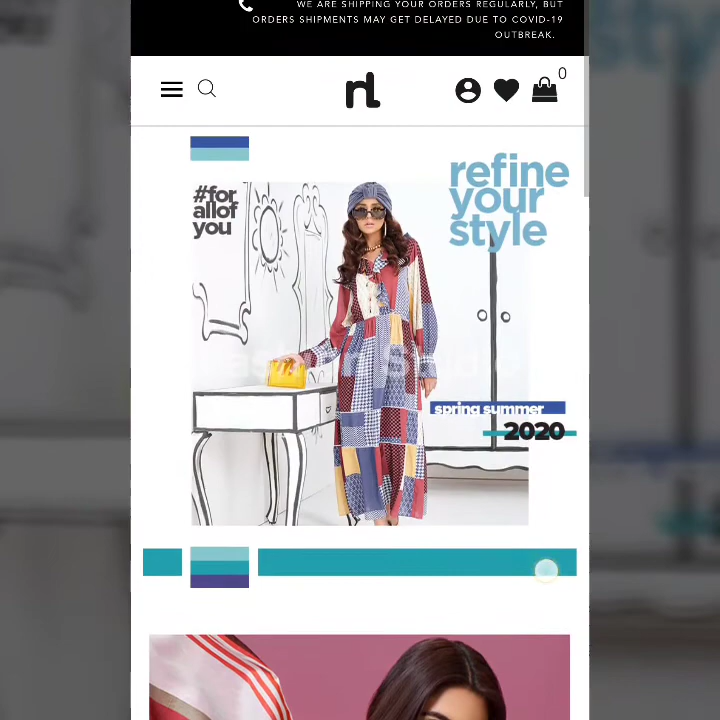 WE ARE SHIPPING YOUR ORDERS REGULARLY, BUT
ORDERS SHIPMENTS MAY GET DELAYED DUE TO COVID-19
OUTBREAK.
nL
0
#for
allof
you
refine
your
style
spring summer
2020